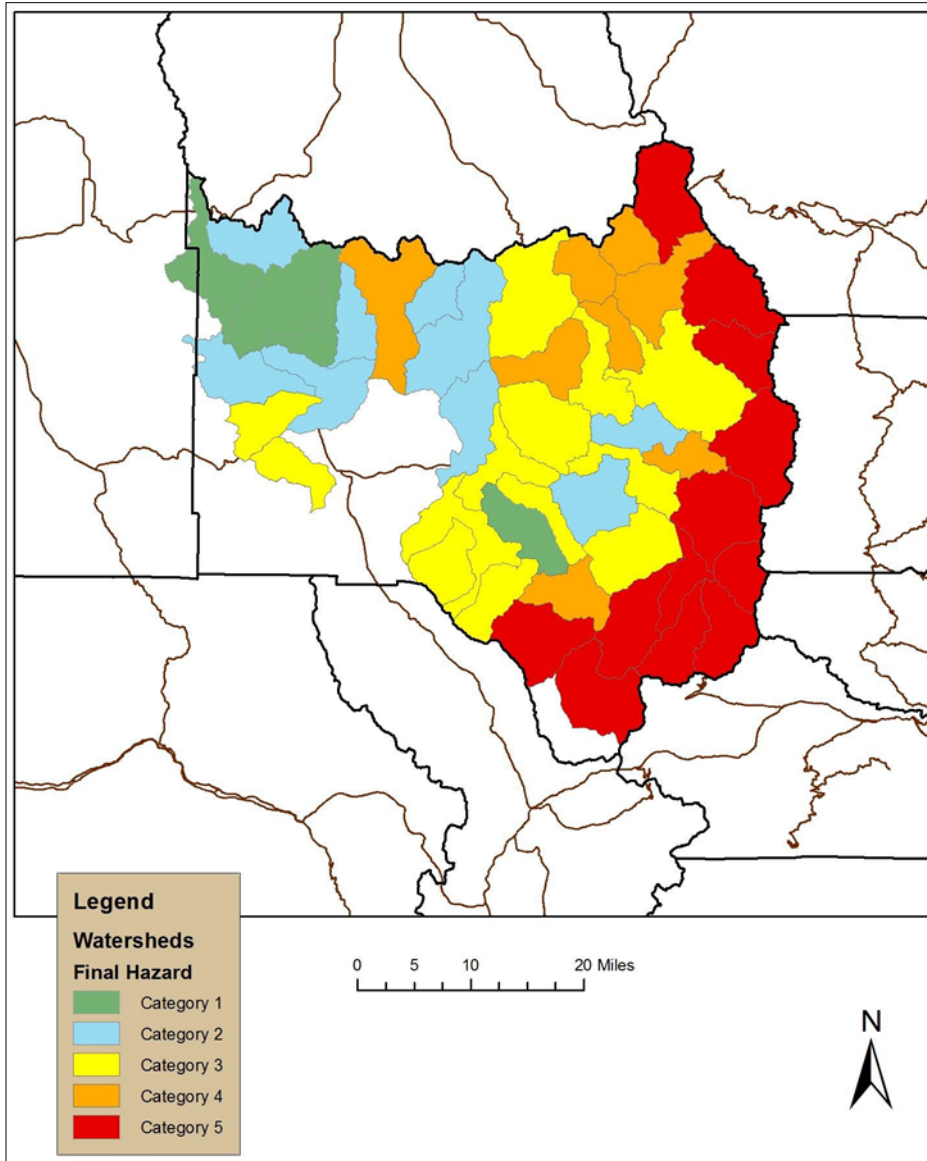 Legend
Watersheds
Final Hazard
Category 1
Category 2
Category 3
Category 4
Category 5
0 5 10 20 Miles
N